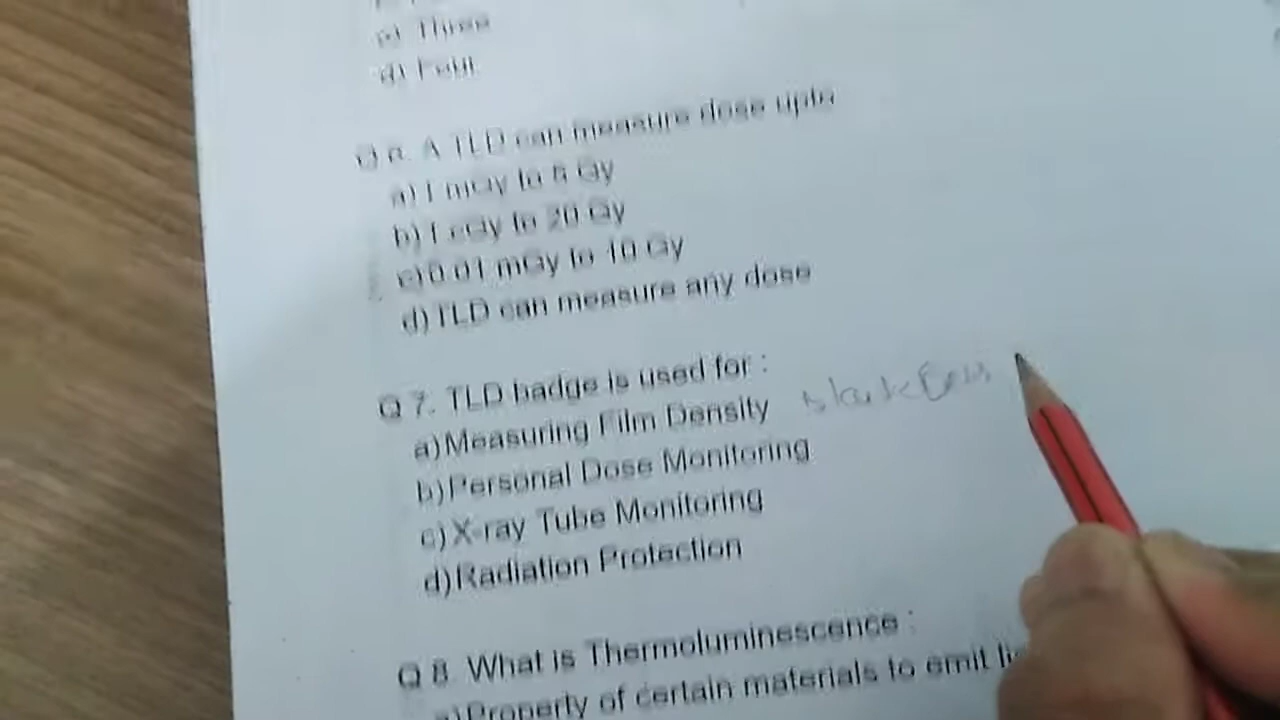 c) Three
d) Four
Q 6. A TLD can measure dose upto
a) 1 mGy to 5 Gy
b) 1 cGy to 20 Gy
c) 0.01 mGy to 10 Gy
d) TLD can measure any dose
Q 7. TLD badge is used for :
a) Measuring Film Density
b) Personal Dose Monitoring
c) X-ray Tube Monitoring
d) Radiation Protection
Q 8. What is Thermoluminescence :
a) Property of certain materials to emit